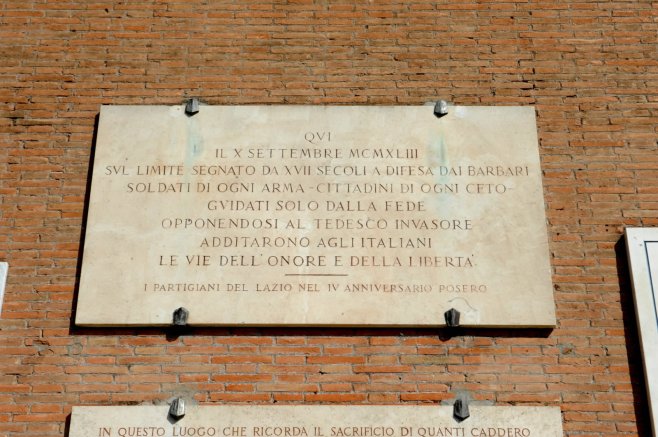 QVI
IL X SETTEMBRE MCMXLIII
SVL LIMITE SEGNATO DA XVII SECOLI A DIFESA DAI BARBARI
SOLDATI DI OGNI ARMA-CITTADINI DI OGNI CETO-
GVIDATI SOLO DALLA FEDE
OPPONENDOSI AL TEDESCO INVASORE
ADDITARONO AGLI ITALIANI
LE VIE DELL'ONORE E DELLA LIBERTA'
I PARTIGIANI DEL LAZIO NEL IV ANNIVERSARIO POSERO
IN QUESTO LUOGO CHE RICORDA IL SACRIFICIO DI QUANTI CADDERO